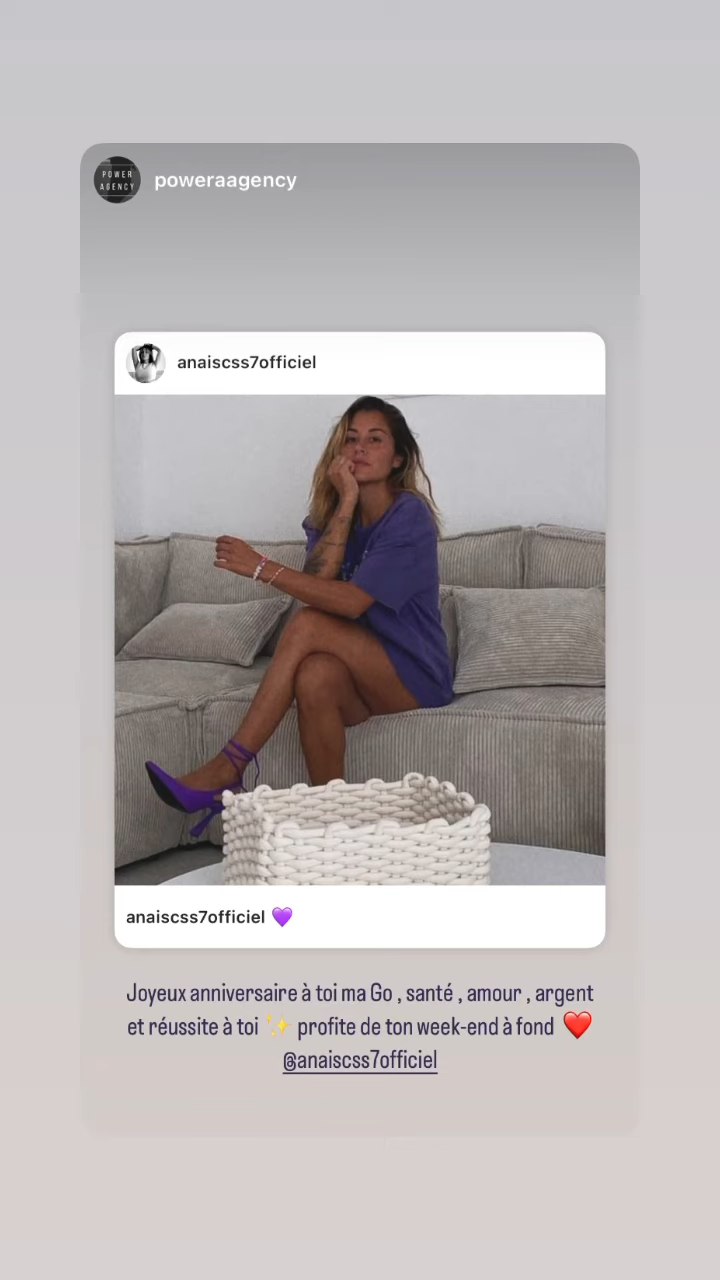 POWER
AGENCY
poweraagency
anaiscss7officiel
anaiscss7officiel 💜
Joyeux anniversaire à toi ma Go , santé , amour , argent
et réussite à toi ✨ profite de ton week-end à fond ❤️
@anaiscss7officiel